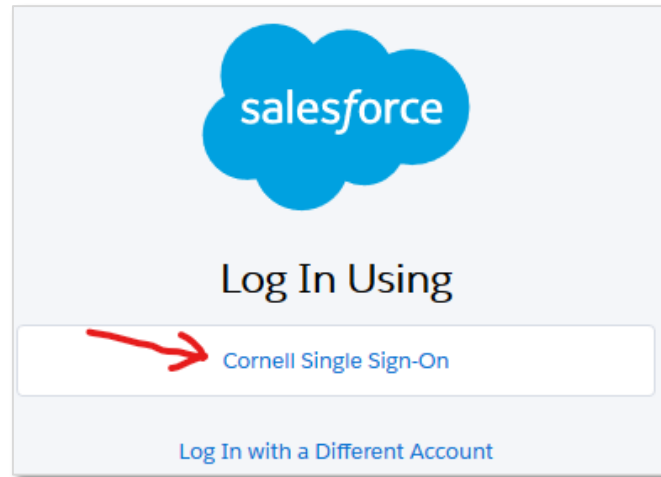 salesforce
Log In Using
Cornell Single Sign-On
Log In with a Different Account